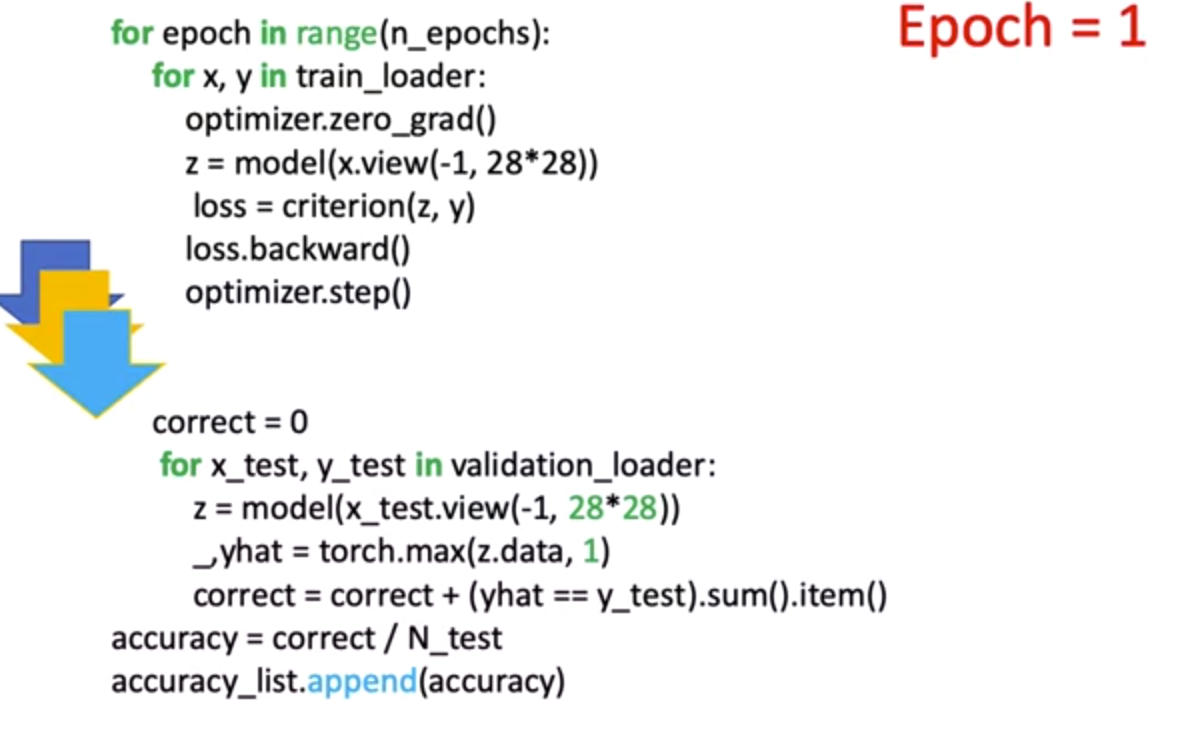 for epoch in range(n_epochs):
Epoch = 1
for x, y in train_loader:
optimizer.zero_grad()
z = model(x.view(-1, 28*28))
loss = criterion(z, y)
loss.backward()
optimizer.step()
correct = 0
for x_test, y_test in validation_loader:
z = model(x_test.view(-1, 28*28))
_,yhat = torch.max(z.data, 1)
correct = correct + (yhat == y_test).sum().item()
accuracy = correct / N_test
accuracy_list.append(accuracy)